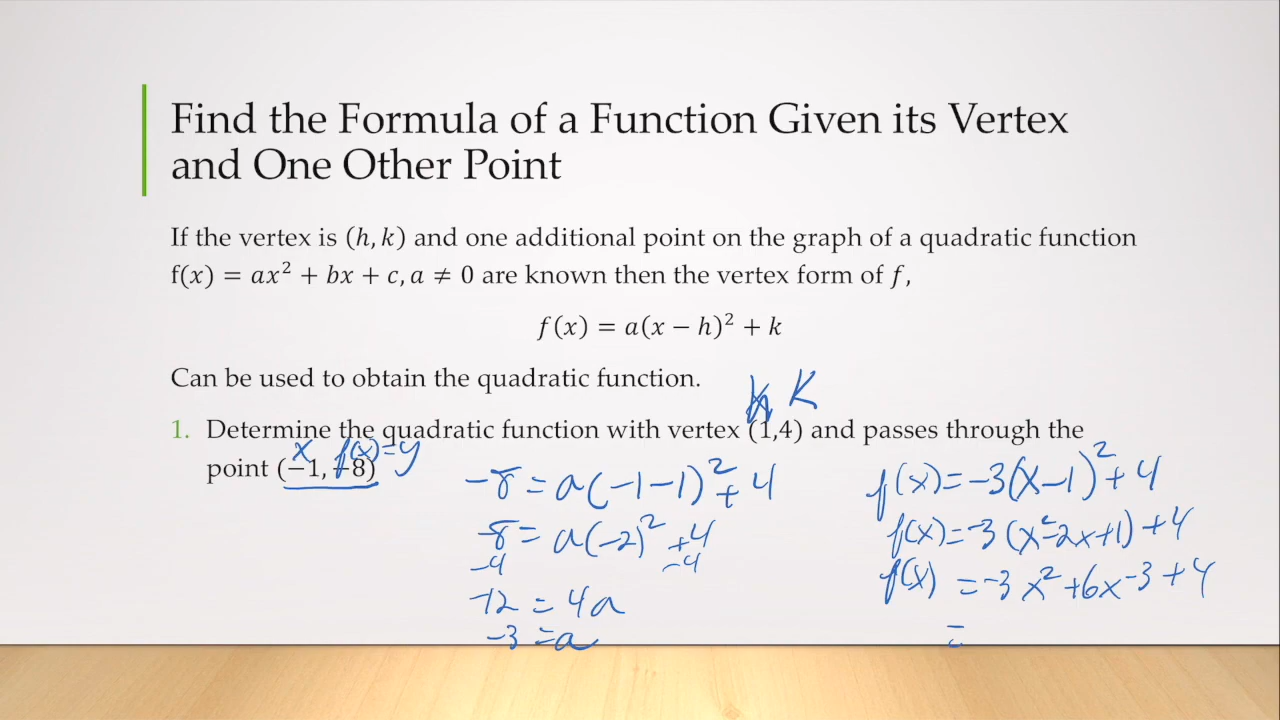 Find the Formula of a Function Given its Vertex
and One Other Point
If the vertex is (h, k) and one additional point on the graph of a quadratic function
f(x) = ax² + bx + c, a ≠ 0 are known then the vertex form of f,
f(x) = a(x − h)² + k
Can be used to obtain the quadratic function.
h K
1. Determine the quadratic function with vertex (1,4) and passes through the
x f(x)=y
point (−1, −8)
-8 = a(-1-1)² + 4
-8 = a(-2)² +4
-4 -4
-12 = 4a
-3 = a
f(x) = -3(x-1)² + 4
f(x) = -3(x²-2x+1) + 4
f(x) = -3x² +6x -3 + 4
=